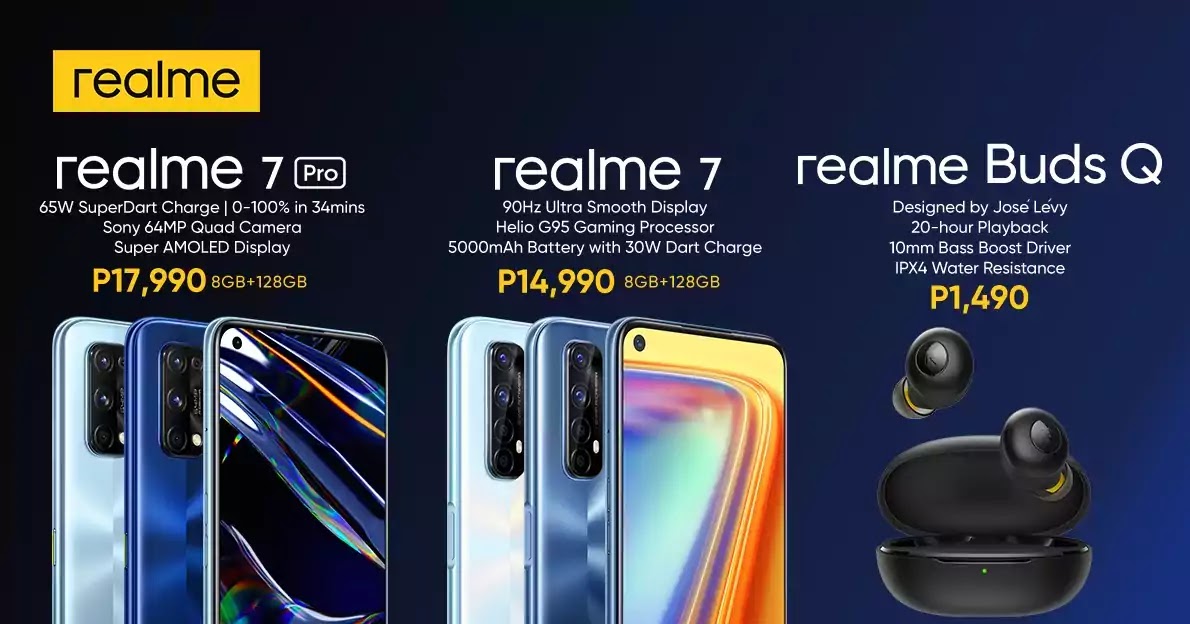 realme
realme 7 Pro
65W SuperDart Charge | 0-100% in 34mins
Sony 64MP Quad Camera
Super AMOLED Display
P17,990 8GB+128GB
realme 7
90Hz Ultra Smooth Display
Helio G95 Gaming Processor
5000mAh Battery with 30W Dart Charge
P14,990 8GB+128GB
realme Buds Q
Designed by José Lévy
20-hour Playback
10mm Bass Boost Driver
IPX4 Water Resistance
P1,490